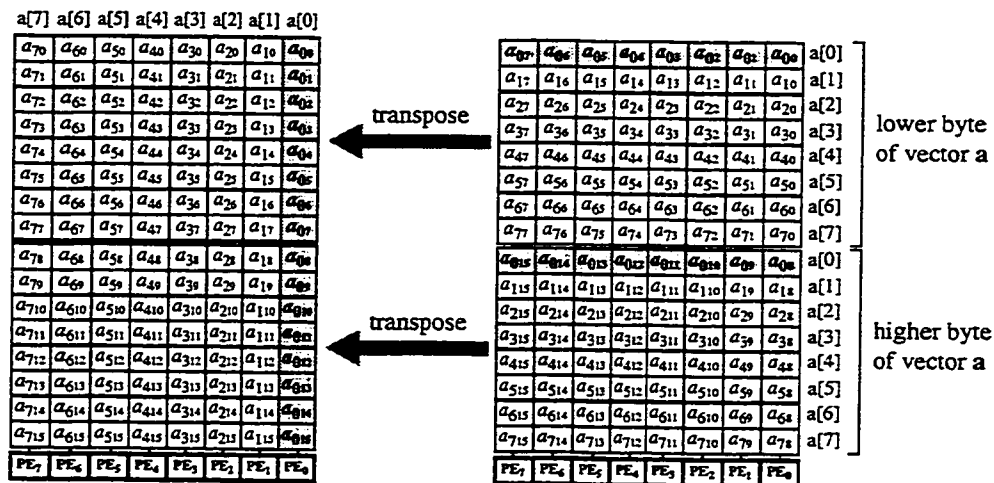 a[7] a[6] a[5] a[4] a[3] a[2] a[1] a[0]
a70 a60 a50 a40 a30 a20 a10 a00
a71 a61 a51 a41 a31 a21 a11 a01
a72 a62 a52 a42 a32 a22 a12 a02
a73 a63 a53 a43 a33 a23 a13 a03
a74 a64 a54 a44 a34 a24 a14 a04
a75 a65 a55 a45 a35 a25 a15 a05
a76 a66 a56 a46 a36 a26 a16 a06
a77 a67 a57 a47 a37 a27 a17 a07
a78 a68 a58 a48 a38 a28 a18 a08
a79 a69 a59 a49 a39 a29 a19 a09
a710 a610 a510 a410 a310 a210 a110 a010
a711 a611 a511 a411 a311 a211 a111
a712 a612 a512 a412 a312 a212 a112 a012
a713 a613 a513 a413 a313 a213 a113 a013
a714 a614 a514 a414 a314 a214 a114 a014
a715 a615 a515 a415 a315 a215 a115 a015
PE7 PE6 PE5 PE4 PE3 PE2 PE1 PE0
transpose
transpose
a07 a06 a05 a04 a03 a02 a00 a[0]
a17 a16 a15 a14 a13 a12 a11 a10 a[1]
a27 a26 a25 a24 a23 a22 a21 a20 a[2]
a37 a36 a35 a34 a33 a32 a31 a30 a[3]
a47 a46 a45 a44 a43 a42 a41 a40 a[4]
a57 a56 a55 a54 a53 a52 a51 a50 a[5]
a67 a66 a65 a64 a63 a62 a61 a60 a[6]
a77 a76 a75 a74 a73 a72 a71 a70 a[7]
lower byte
of vector a
a015 a014 a013 a012 a011 a010 a09 a08 a[0]
a115 a114 a113 a112 a111 a110 a19 a18 a[1]
a215 a214 a213 a212 a211 a210 a29 a28 a[2]
a315 a314 a313 a312 a311 a310 a39 a38 a[3]
a415 a414 a413 a412 a411 a410 a49 a48 a[4]
a515 a514 a513 a512 a511 a510 a59 a58 a[5]
a615 a614 a613 a612 a611 a610 a69 a68 a[6]
a715 a714 a713 a712 a711 a710 a79 a78 a[7]
higher byte
of vector a
PE7 PE6 PE5 PE4 PE3 PE2 PE1 PE0